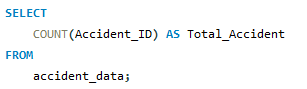 SELECT
    COUNT(Accident_ID) AS Total_Accident
FROM
    accident_data;